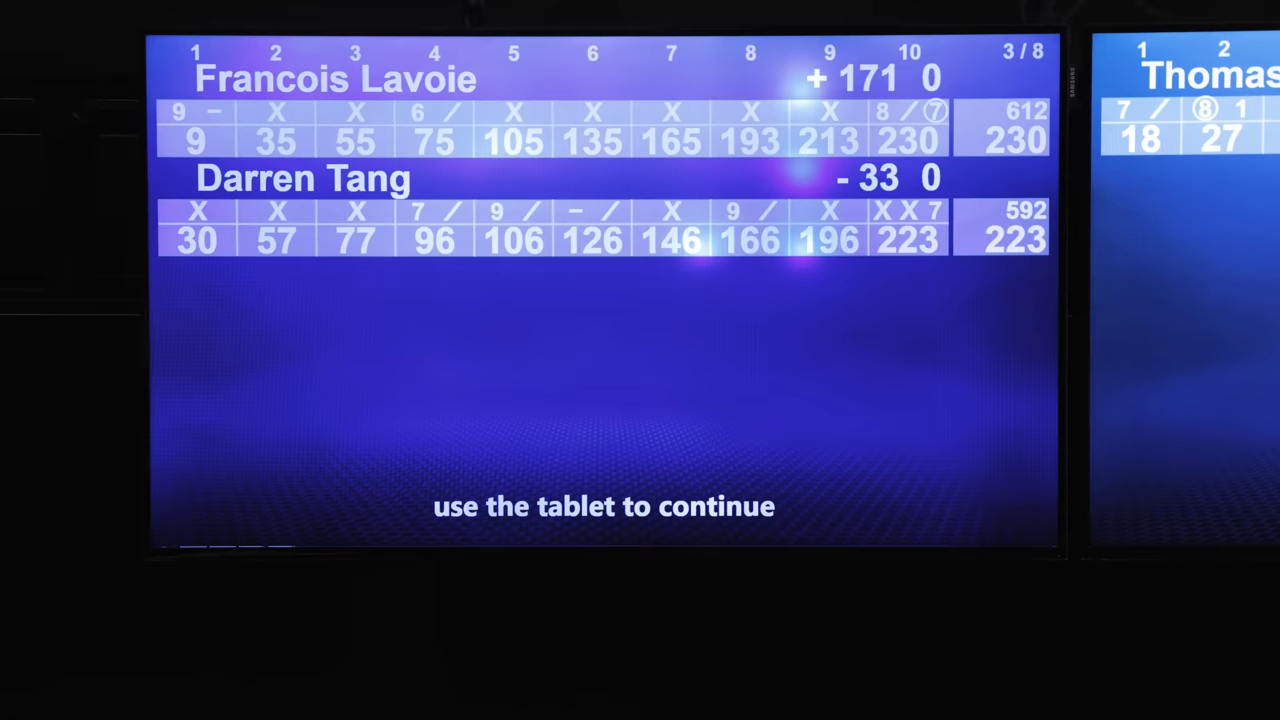 1 2 3 4 5 6 7 8 9 10 3 / 8
Francois Lavoie + 171 0
9 – X X 6 / X X X X X 8 / 7 612
9 35 55 75 105 135 165 193 213 230 230
Darren Tang - 33 0
X X X 7 / 9 / – / X 9 / X X X 7 592
30 57 77 96 106 126 146 166 196 223 223
use the tablet to continue
SAMSUNG
1 2
Thomas
7 / 8 1
18 27